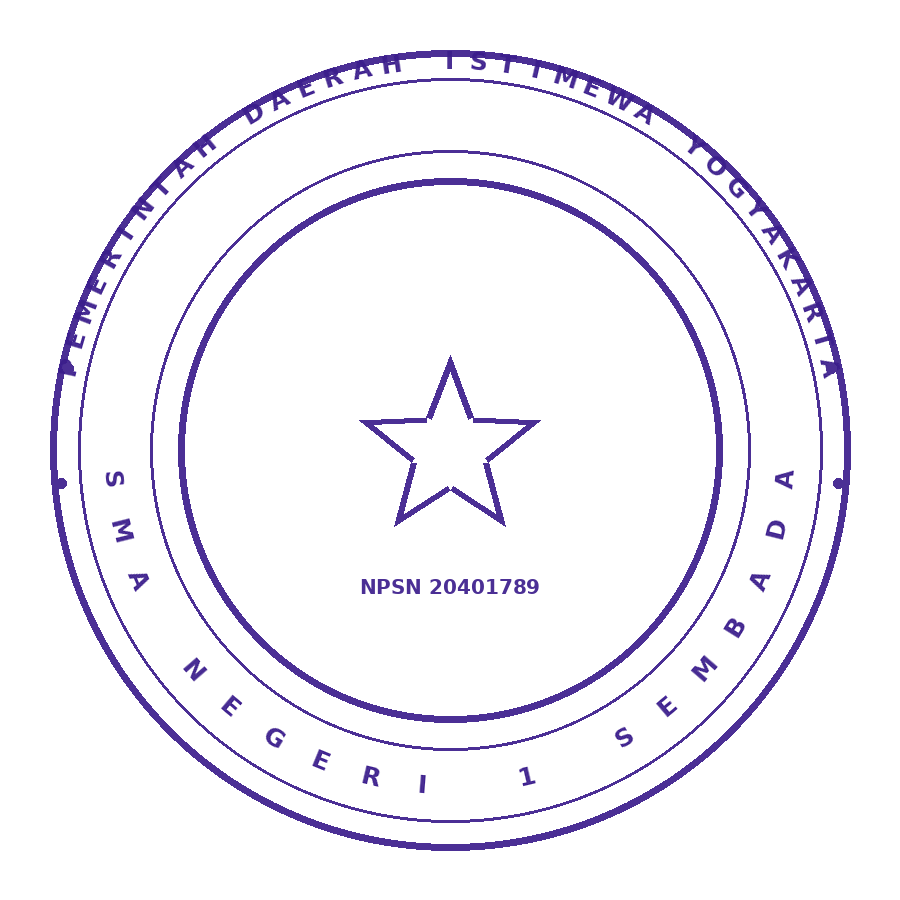 PEMERINTAH DAERAH ISTIMEWA YOGYAKARTA
NPSN 20401789
SMA NEGERI 1 SEMBADA